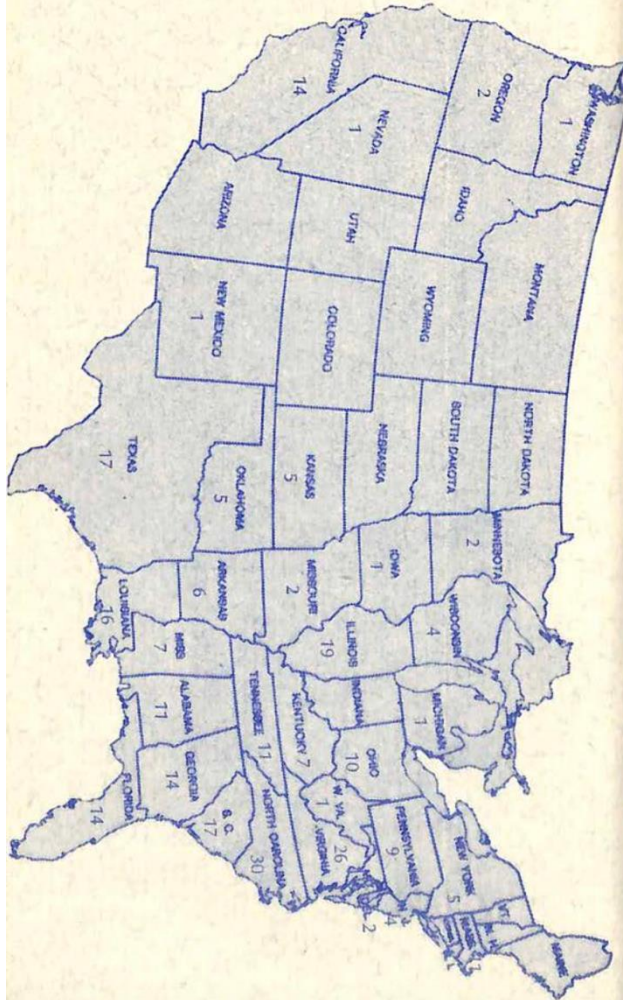 WASHINGTON
1
OREGON
2
CALIFORNIA
14
NEVADA
1
IDAHO
MONTANA
WYOMING
UTAH
ARIZONA
COLORADO
NEW MEXICO
1
NORTH DAKOTA
SOUTH DAKOTA
NEBRASKA
KANSAS
5
OKLAHOMA
5
TEXAS
17
MINNESOTA
2
IOWA
1
MISSOURI
2
ARKANSAS
6
LOUISIANA
16
WISCONSIN
4
ILLINOIS
19
MISS
7
MICHIGAN
1
INDIANA
KENTUCKY 7
TENNESSEE 11
ALABAMA
11
OHIO
10
GEORGIA
14
FLORIDA
14
W. VA.
1
VIRGINIA
26
NORTH CAROLINA
30
S. C.
17
PENNSYLVANIA
9
NEW YORK
5
VT.
N. H.
MASS.
MAINE
4
2